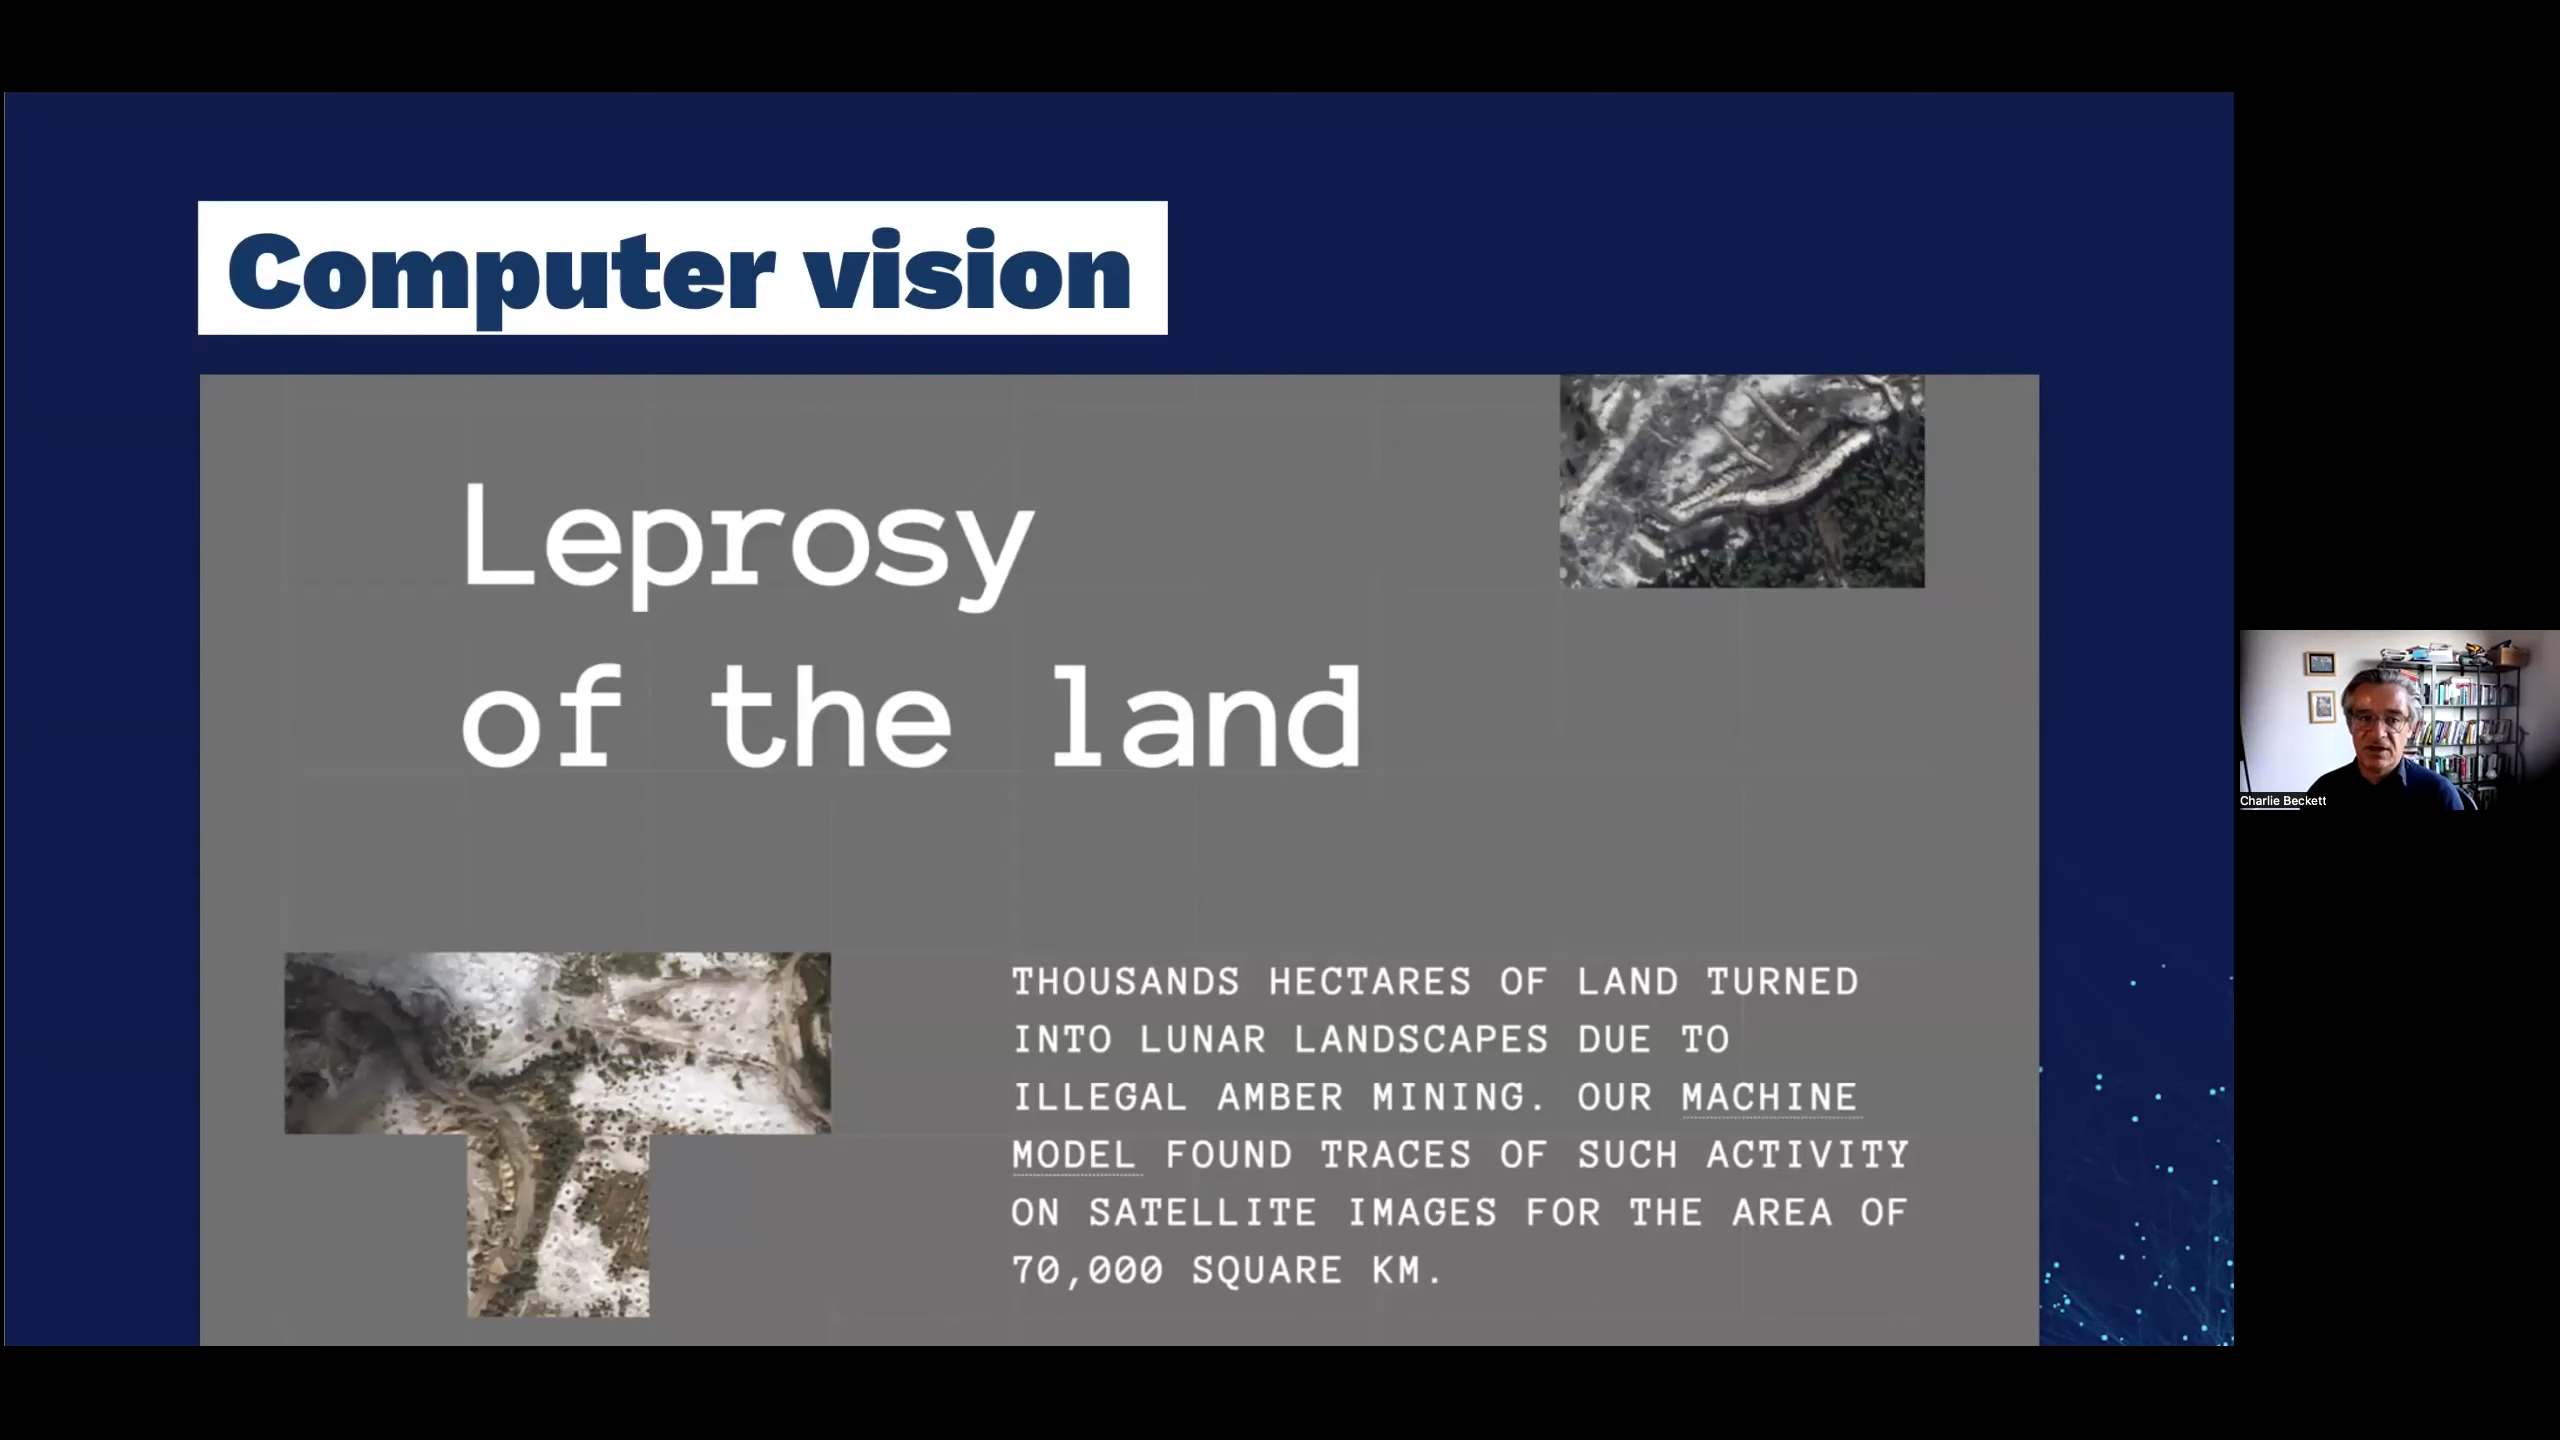 Computer vision
Leprosy
of the land
THOUSANDS HECTARES OF LAND TURNED
INTO LUNAR LANDSCAPES DUE TO
ILLEGAL AMBER MINING. OUR MACHINE
MODEL FOUND TRACES OF SUCH ACTIVITY
ON SATELLITE IMAGES FOR THE AREA OF
70,000 SQUARE KM.
Charlie Beckett